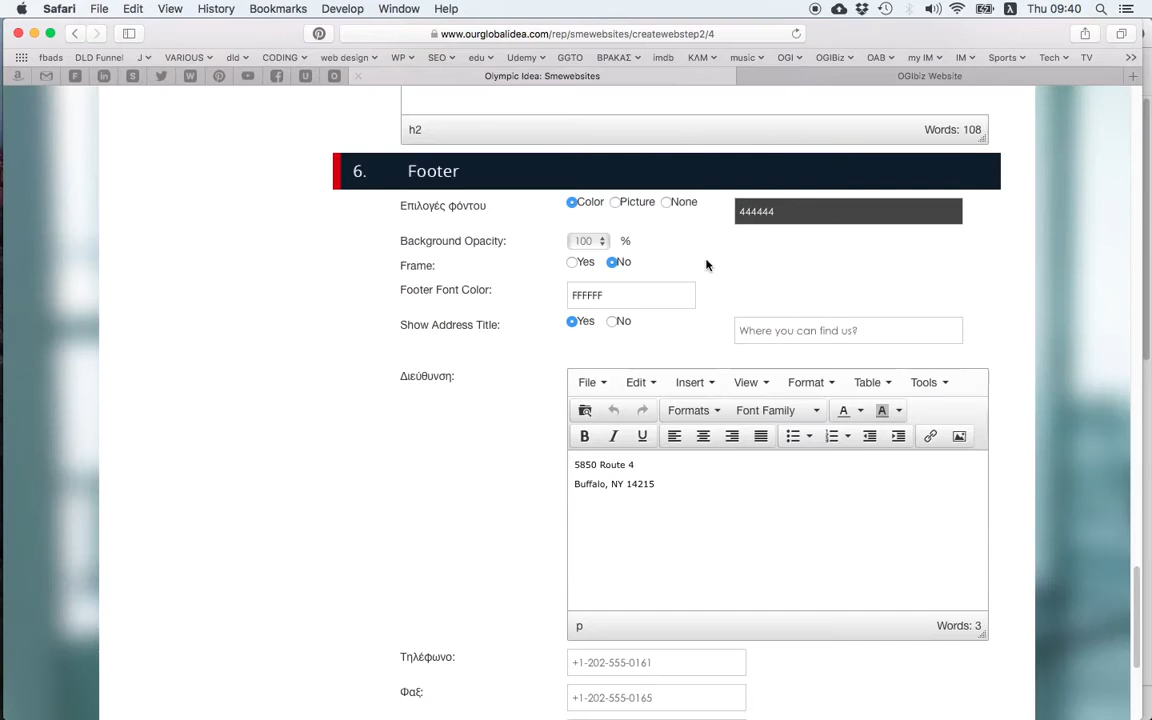 Safari File Edit View History Bookmarks Develop Window Help Thu 09:40
www.ourglobalidea.com/rep/smewebsites/createwebstep2/4
fbads DLD Funnel J VARIOUS dld CODING web design WP SEO edu Udemy GGTO ΒΡΑΚΑΣ imdb ΚΛΜ music OGI OGIBiz OAB my IM IM Sports Tech TV
Olympic Idea: Smewebsites OGIbiz Website
h2 Words: 108
6. Footer
Επιλογές φόντου Color Picture None 444444
Background Opacity: 100 %
Frame: Yes No
Footer Font Color: FFFFFF
Show Address Title: Yes No Where you can find us?
Διεύθυνση: File Edit Insert View Format Table Tools
Formats Font Family A A
B I U
5850 Route 4
Buffalo, NY 14215
p Words: 3
Τηλέφωνο: +1-202-555-0161
Φαξ: +1-202-555-0165